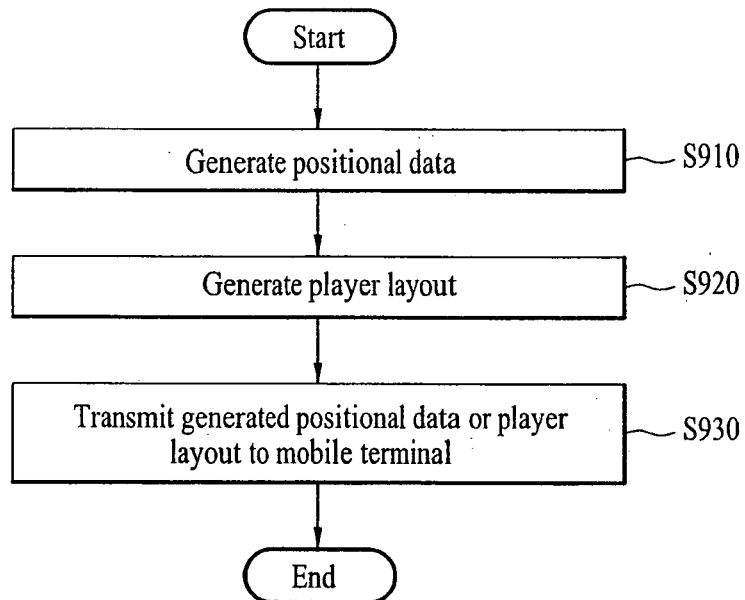 Start
Generate positional data
S910
Generate player layout
S920
Transmit generated positional data or player
layout to mobile terminal
S930
End